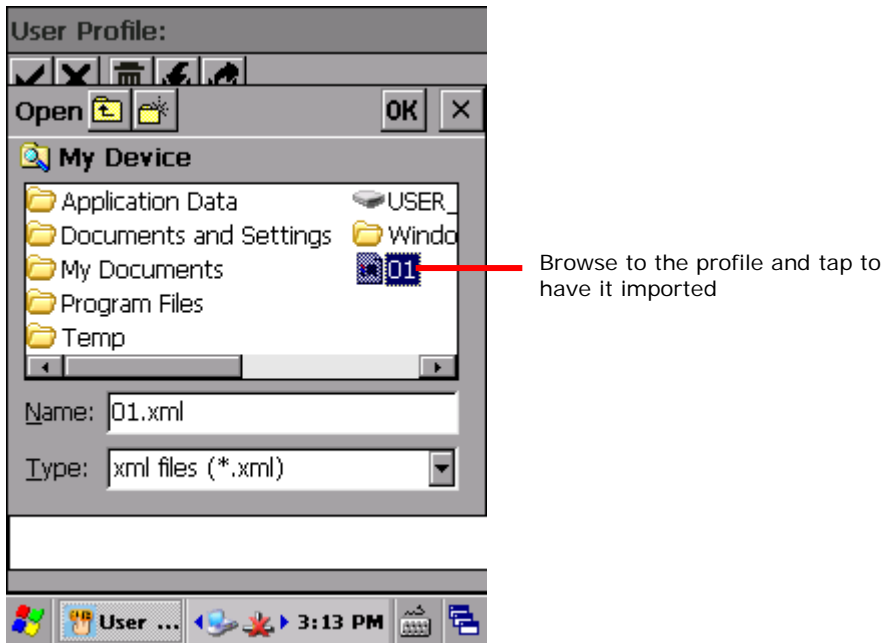 User Profile:
Open OK ×
My Device
Application Data
Documents and Settings
My Documents
Program Files
Temp
USER_
Windo
01
Browse to the profile and tap to
have it imported
Name: 01.xml
Type: xml files (*.xml)
User ... 3:13 PM